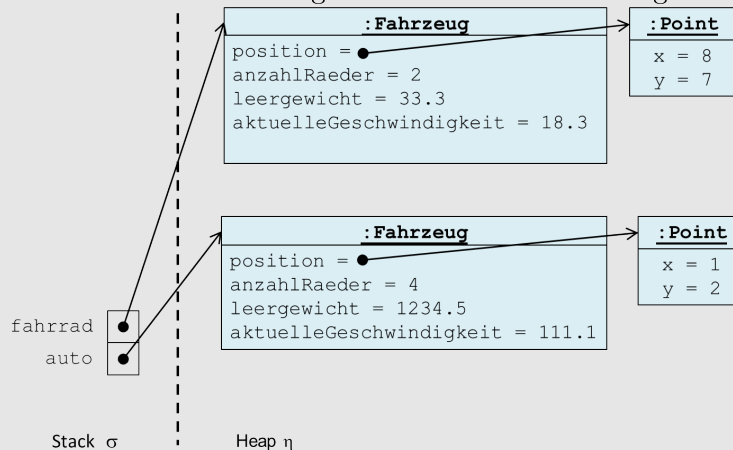 :Fahrzeug
position =
anzahlRaeder = 2
leergewicht = 33.3
aktuelleGeschwindigkeit = 18.3
:Point
x = 8
y = 7
:Fahrzeug
position =
anzahlRaeder = 4
leergewicht = 1234.5
aktuelleGeschwindigkeit = 111.1
:Point
x = 1
y = 2
fahrrad
auto
Stack σ
Heap η